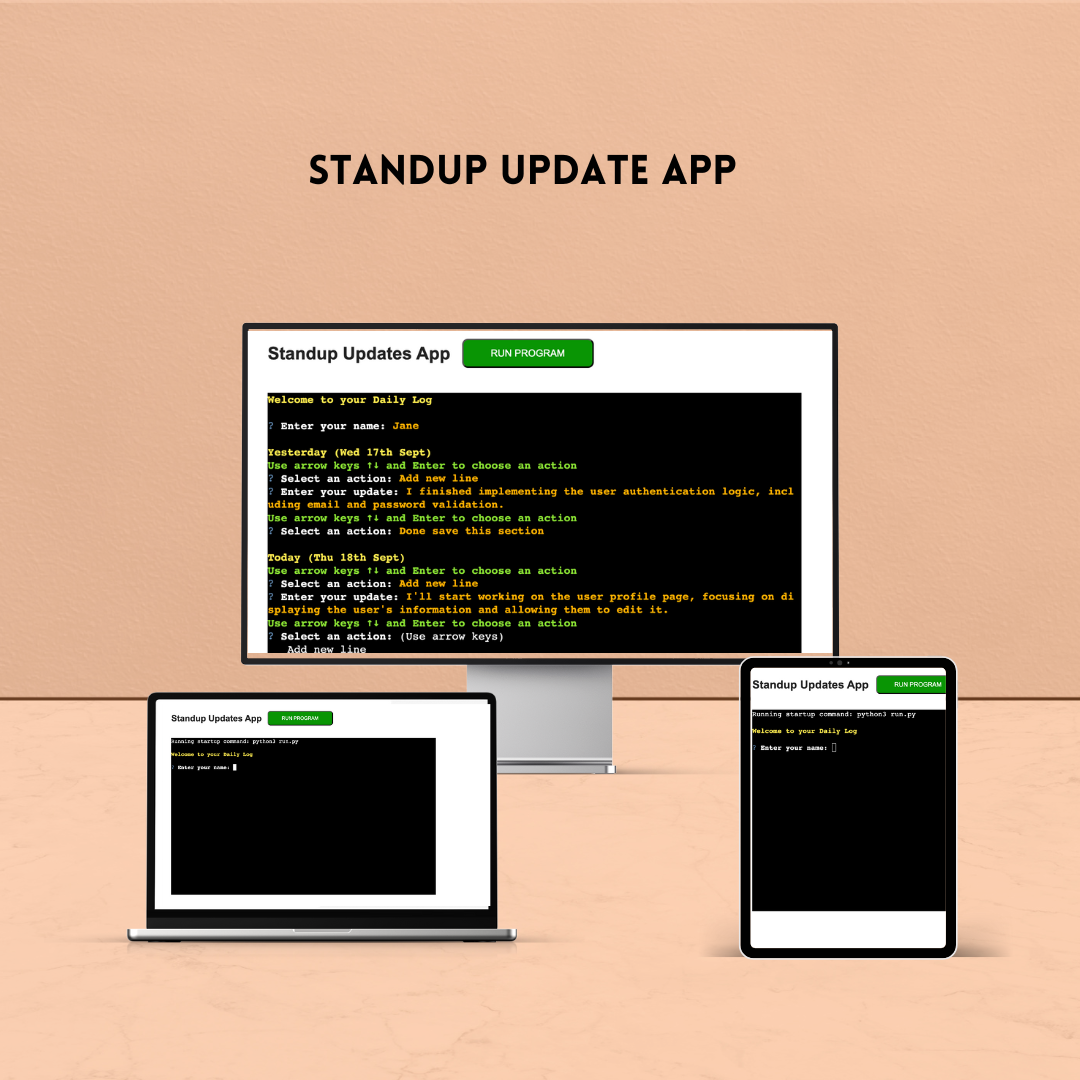 STANDUP UPDATE APP
Standup Updates App RUN PROGRAM
Welcome to your Daily Log
? Enter your name: Jane
Yesterday (Wed 17th Sept)
Use arrow keys ↑↓ and Enter to choose an action
? Select an action: Add new line
? Enter your update: I finished implementing the user authentication logic, incl
uding email and password validation.
Use arrow keys ↑↓ and Enter to choose an action
? Select an action: Done save this section
Today (Thu 18th Sept)
Use arrow keys ↑↓ and Enter to choose an action
? Select an action: Add new line
? Enter your update: I'll start working on the user profile page, focusing on di
splaying the user's information and allowing them to edit it.
Use arrow keys ↑↓ and Enter to choose an action
? Select an action: (Use arrow keys)
Add new line
Standup Updates App RUN PROGRAM
Running startup command: python3 run.py
Welcome to your Daily Log
? Enter your name:
Standup Updates App RUN PROGRAM
Running startup command: python3 run.py
Welcome to your Daily Log
? Enter your name: